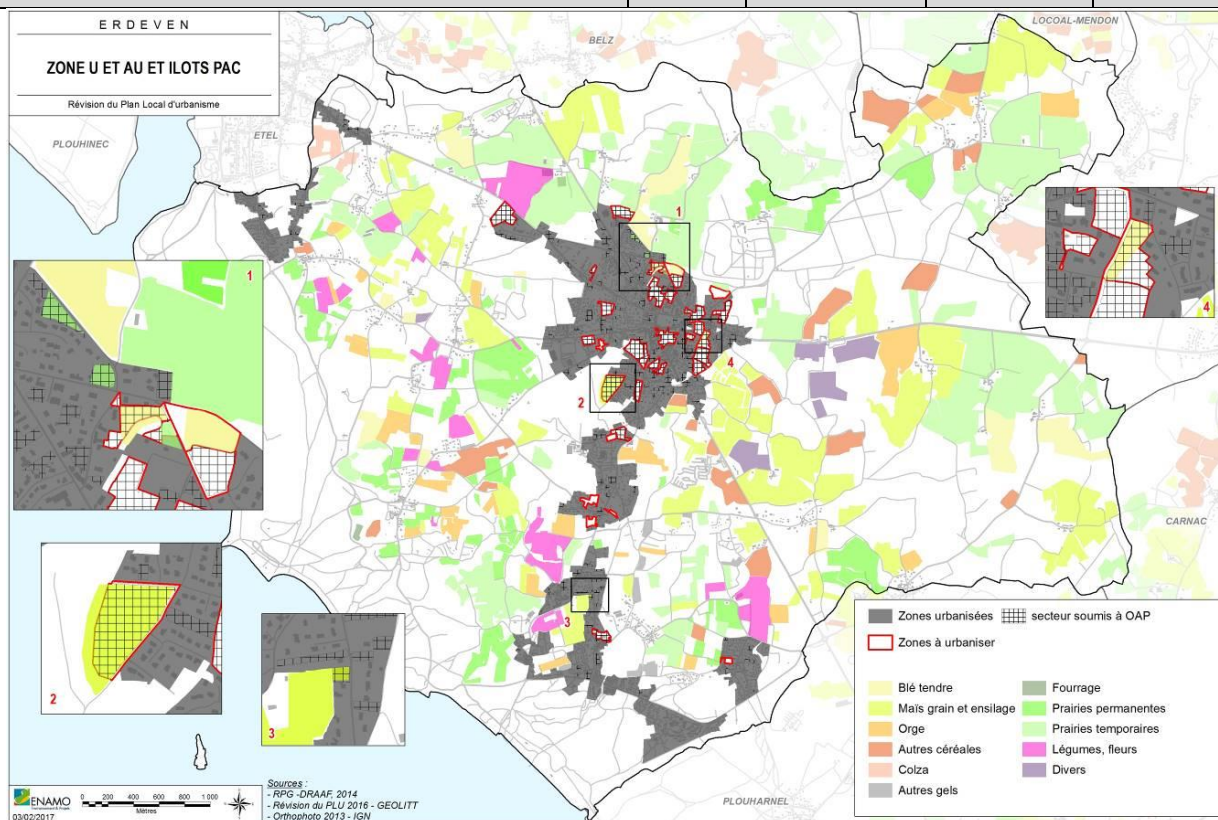 ERDEVEN
ZONE U ET AU ET ILOTS PAC
Révision du Plan Local d'urbanisme
LOCOAL-MENDON
BELZ
ETEL
PLOUHINEC
1
1
4
4
2
2
3
3
CARNAC
PLOUHARNEL
Zones urbanisées
secteur soumis à OAP
Zones à urbaniser
Blé tendre
Fourrage
Maïs grain et ensilage
Prairies permanentes
Orge
Prairies temporaires
Autres céréales
Légumes, fleurs
Colza
Divers
Autres gels
Sources :
- RPG -DRAAF, 2014
- Révision du PLU 2016 - GEOLITT
- Orthophoto 2013 - IGN
ENAMO
0 200 400 600 800 1 000
Mètres
03/02/2017